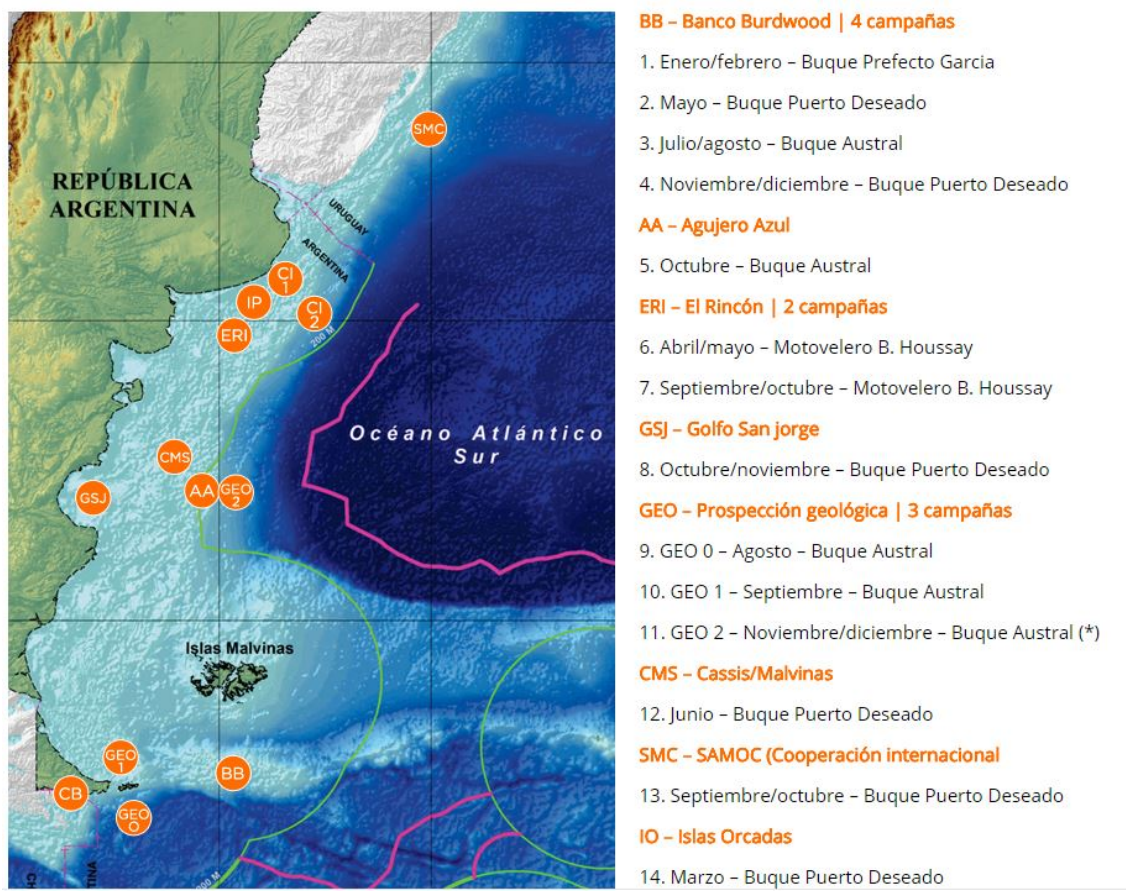 REPÚBLICA
ARGENTINA
SMC
URUGUAY
ARGENTINA
CI
1
IP
CI
2
ERI
200 M
Océano Atlántico
Sur
CMS
AA
GEO
2
GSJ
Islas Malvinas
GEO
1
BB
CB
GEO
0
CH
TINA
200 M
BB – Banco Burdwood | 4 campañas
1. Enero/febrero – Buque Prefecto Garcia
2. Mayo – Buque Puerto Deseado
3. Julio/agosto – Buque Austral
4. Noviembre/diciembre – Buque Puerto Deseado
AA – Agujero Azul
5. Octubre – Buque Austral
ERI – El Rincón | 2 campañas
6. Abril/mayo – Motovelero B. Houssay
7. Septiembre/octubre – Motovelero B. Houssay
GSJ – Golfo San jorge
8. Octubre/noviembre – Buque Puerto Deseado
GEO – Prospección geológica | 3 campañas
9. GEO 0 – Agosto – Buque Austral
10. GEO 1 – Septiembre – Buque Austral
11. GEO 2 – Noviembre/diciembre – Buque Austral (*)
CMS – Cassis/Malvinas
12. Junio – Buque Puerto Deseado
SMC – SAMOC (Cooperación internacional
13. Septiembre/octubre – Buque Puerto Deseado
IO – Islas Orcadas
14. Marzo – Buque Puerto Deseado